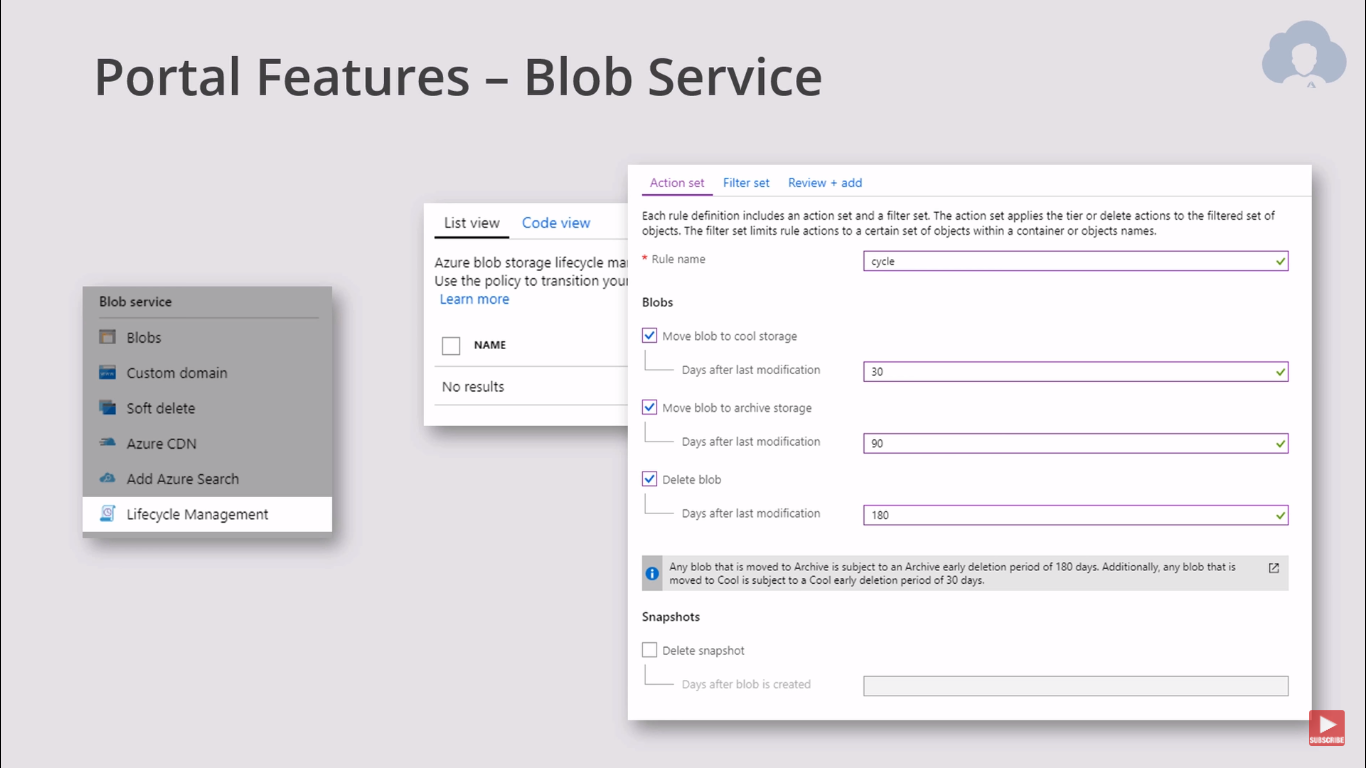 Portal Features – Blob Service
Blob service
Blobs
Custom domain
Soft delete
Azure CDN
Add Azure Search
Lifecycle Management
List view Code view
Azure blob storage lifecycle
Use the policy to transition
Learn more
NAME
No results
Action set Filter set Review + add
Each rule definition includes an action set and a filter set. The action set applies the tier or delete actions to the filtered set of
objects. The filter set limits rule actions to a certain set of objects within a container or objects names.
* Rule name cycle
Blobs
Move blob to cool storage
Days after last modification 30
Move blob to archive storage
Days after last modification 90
Delete blob
Days after last modification 180
Any blob that is moved to Archive is subject to an Archive early deletion period of 180 days. Additionally, any blob that is
moved to Cool is subject to a Cool early deletion period of 30 days.
Snapshots
Delete snapshot
Days after blob is created
SUBSCRIBE